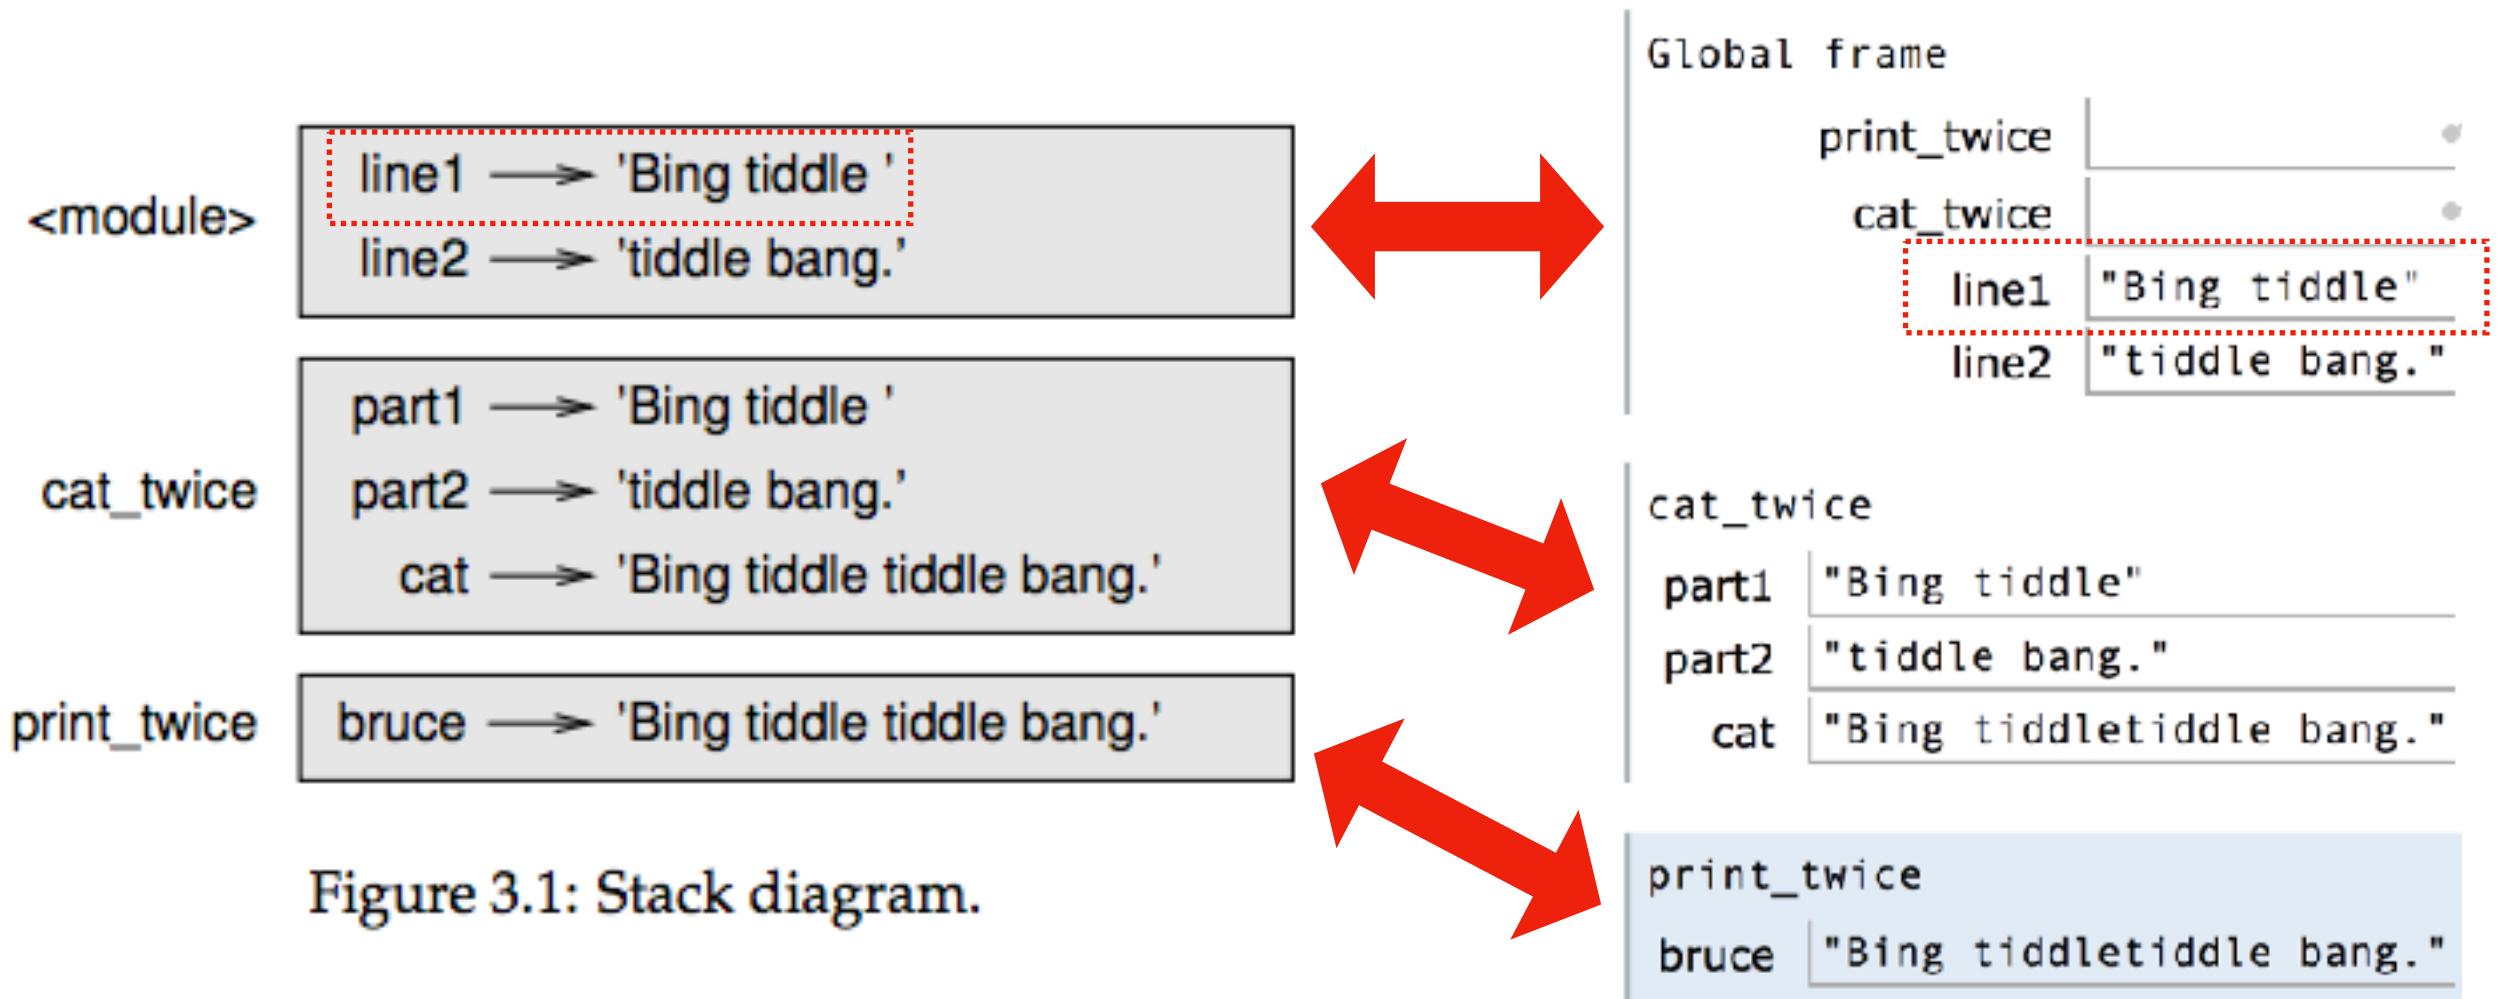 <module>
line1 'Bing tiddle '
line2 'tiddle bang.'
cat_twice
part1 'Bing tiddle '
part2 'tiddle bang.'
cat 'Bing tiddle tiddle bang.'
print_twice
bruce 'Bing tiddle tiddle bang.'
Figure 3.1: Stack diagram.
Global frame
print_twice
cat_twice
line1 "Bing tiddle"
line2 "tiddle bang."
cat_twice
part1 "Bing tiddle"
part2 "tiddle bang."
cat "Bing tiddletiddle bang."
print_twice
bruce "Bing tiddletiddle bang."